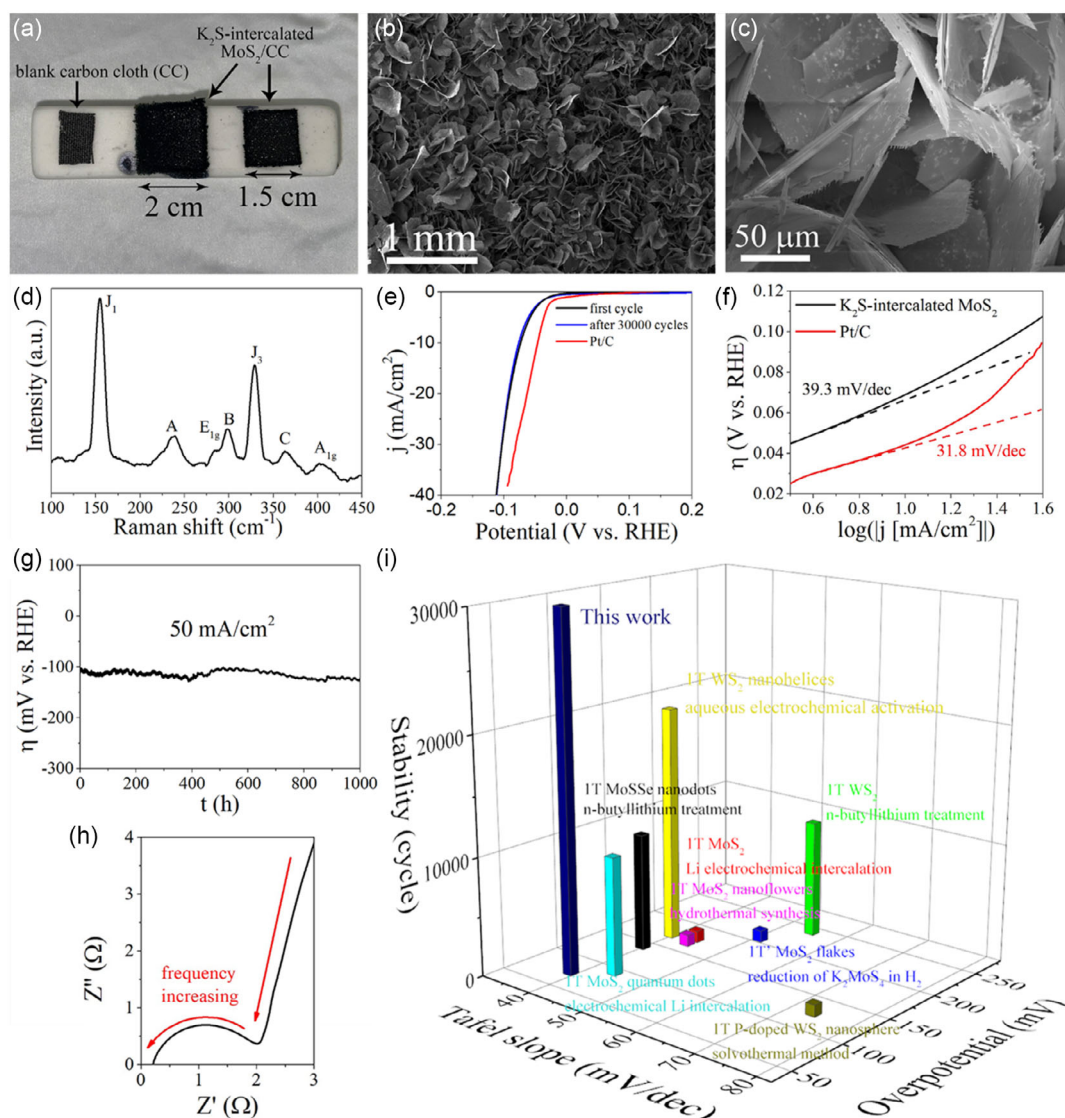 (a)
K₂S-intercalated
MoS₂/CC
blank carbon cloth (CC)
2 cm
1.5 cm
(b)
1 mm
(c)
50 μm
(d)
Intensity (a.u.)
J₁
A
E₁g
B
J₃
C
A₁g
100 150 200 250 300 350 400 450
Raman shift (cm⁻¹)
(e)
j (mA/cm²)
0
-10
-20
-30
-40
first cycle
after 30000 cycles
Pt/C
-0.2 -0.1 0.0 0.1 0.2
Potential (V vs. RHE)
(f)
η (V vs. RHE)
0.12
0.10
0.08
0.06
0.04
0.02
K₂S-intercalated MoS₂
Pt/C
39.3 mV/dec
31.8 mV/dec
0.6 0.8 1.0 1.2 1.4 1.6
log(|j [mA/cm²]|)
(g)
η (mV vs. RHE)
100
0
-100
-200
-300
50 mA/cm²
0 200 400 600 800 1000
t (h)
(h)
Z" (Ω)
4
3
2
1
0
frequency
increasing
0 1 2 3
Z' (Ω)
(i)
Stability (cycle)
30000
20000
10000
0
This work
1T WS₂ nanohelices
aqueous electrochemical activation
1T MoSSe nanodots
n-butyllithium treatment
1T WS₂
n-butyllithium treatment
1T MoS₂
Li electrochemical intercalation
1T MoS₂ nanoflowers
hydrothermal synthesis
1T' MoS₂ flakes
reduction of K₂MoS₄ in H₂
1T MoS₂ quantum dots
electrochemical Li intercalation
1T P-doped WS₂ nanosphere
solvothermal method
40 50 60 70 80
Tafel slope (mV/dec)
50 100 150 200 250
Overpotential (mV)